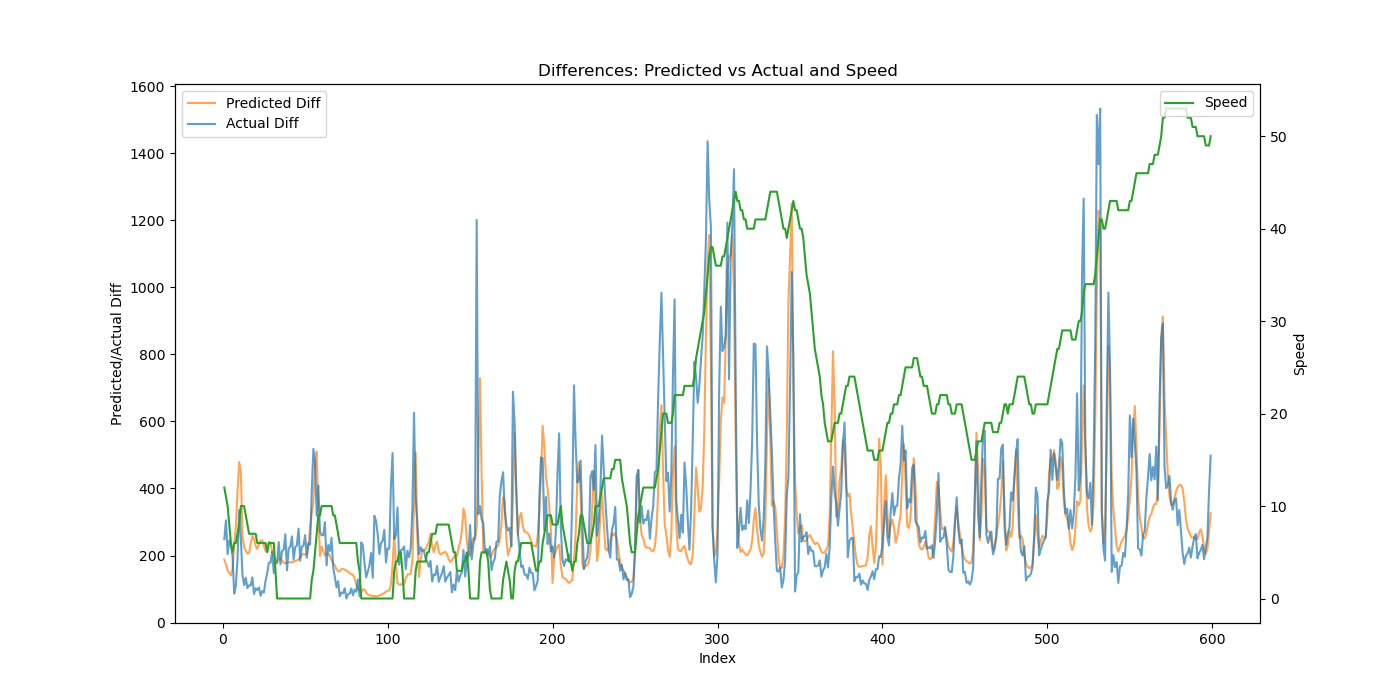 Differences: Predicted vs Actual and Speed
Predicted Diff
Actual Diff
Speed
1600
1400
1200
1000
800
600
400
200
0
Predicted/Actual Diff
50
40
30
20
10
0
Speed
0 100 200 300 400 500 600
Index